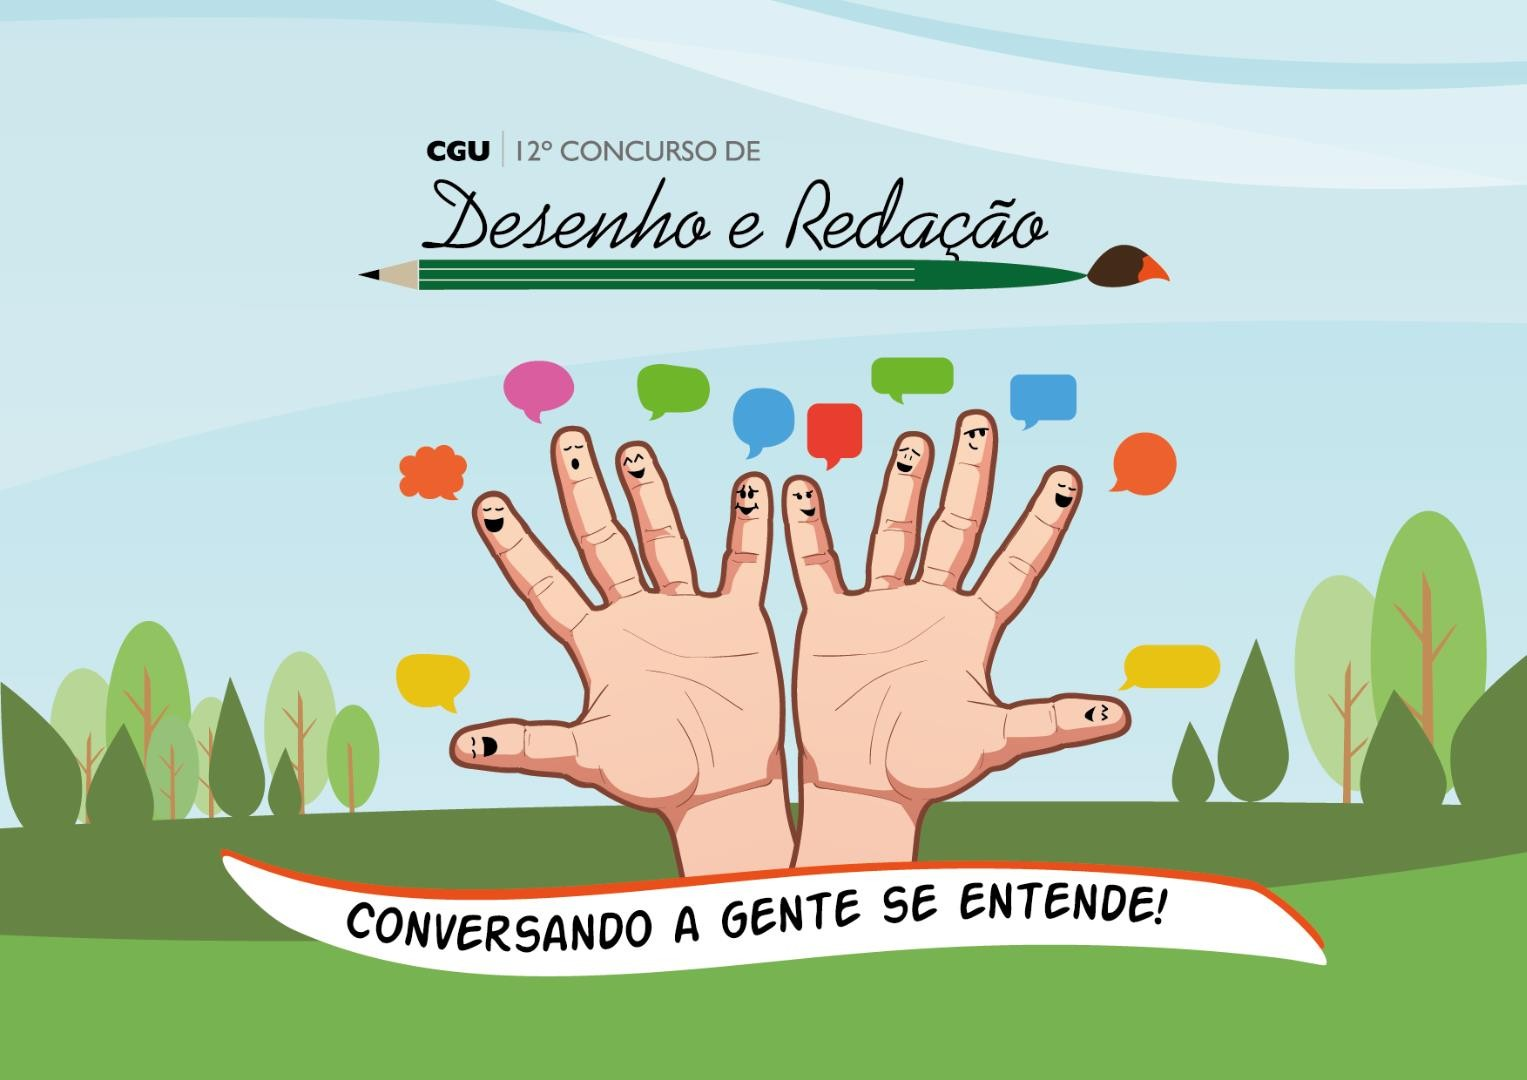 CGU 12º CONCURSO DE
Desenho e Redação
CONVERSANDO A GENTE SE ENTENDE!